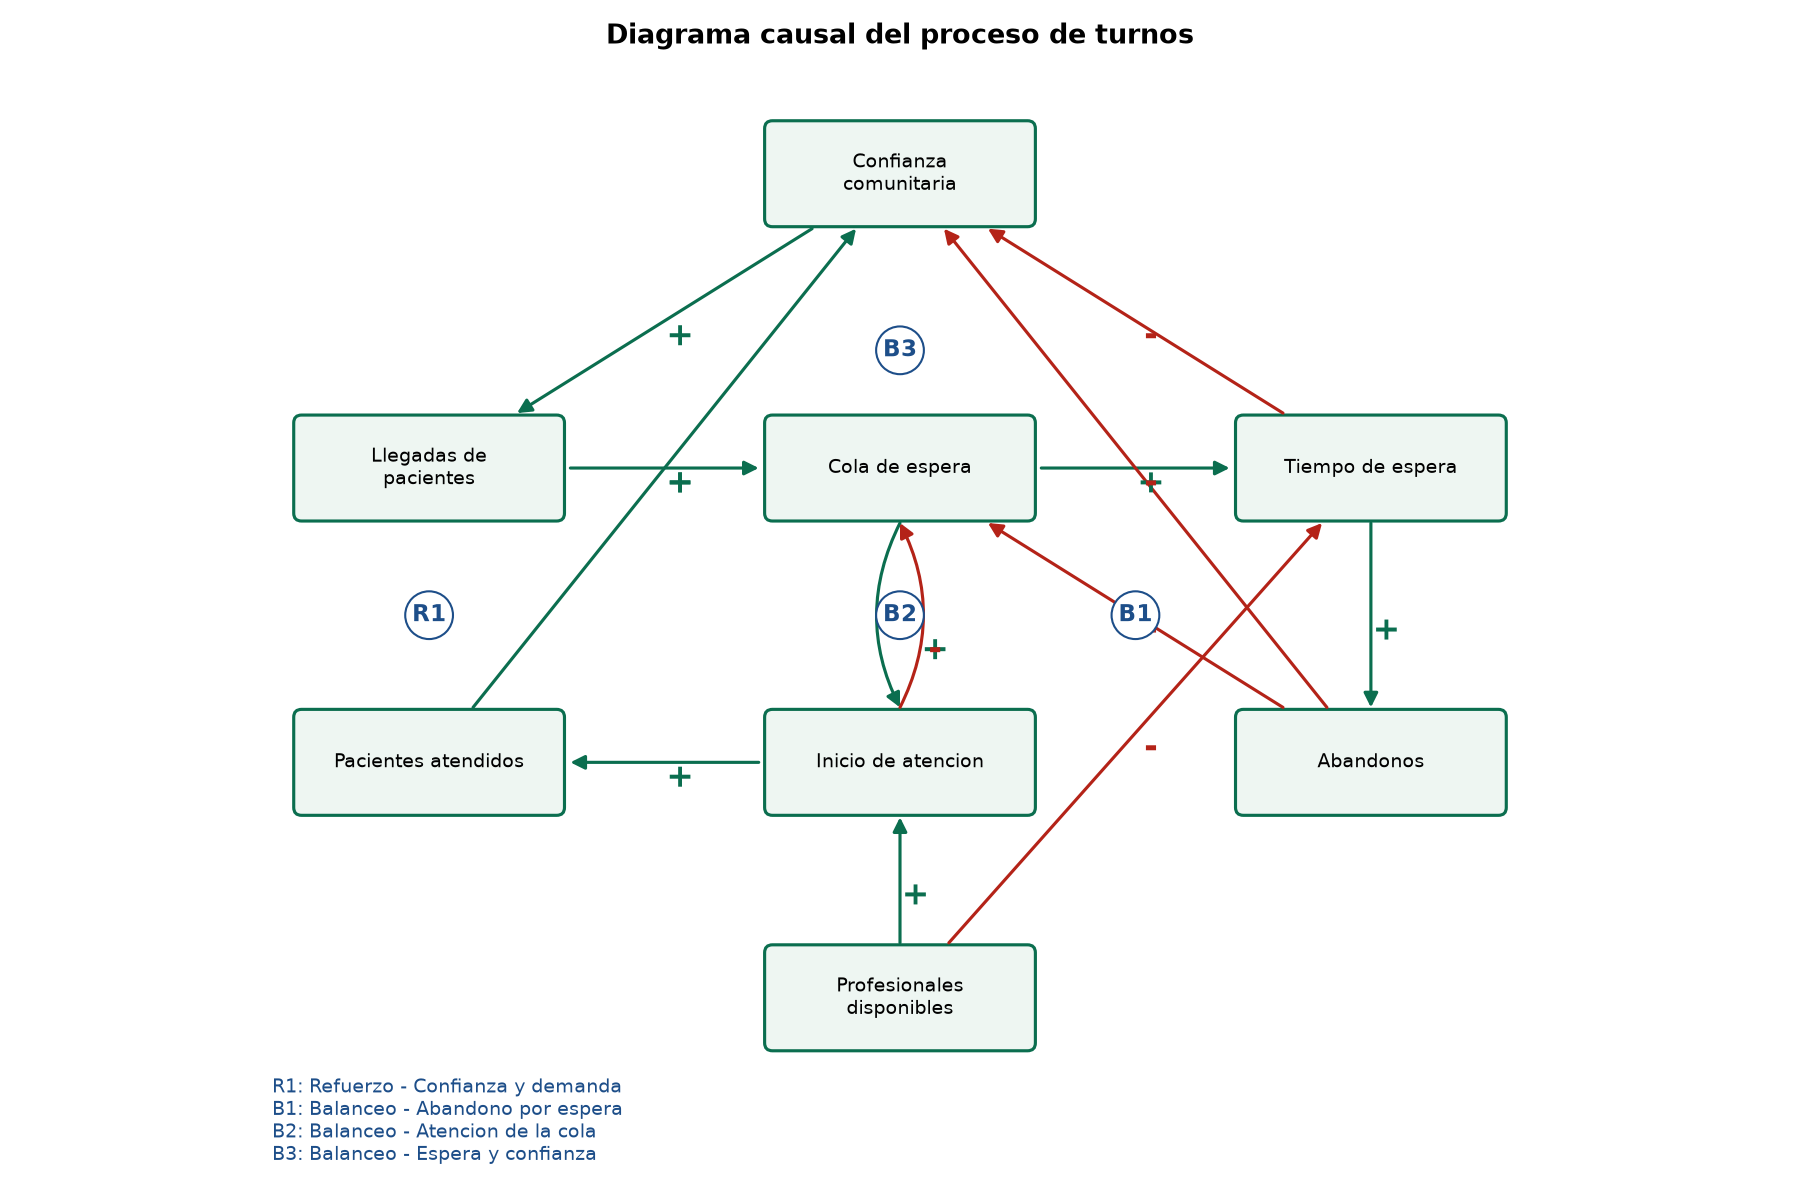 Diagrama causal del proceso de turnos
Confianza
comunitaria
+
-
B3
Llegadas de
pacientes
Cola de espera
Tiempo de espera
+
+
-
R1
B2
B1
+
+
-
Pacientes atendidos
Inicio de atencion
Abandonos
+
-
+
Profesionales
disponibles
R1: Refuerzo - Confianza y demanda
B1: Balanceo - Abandono por espera
B2: Balanceo - Atencion de la cola
B3: Balanceo - Espera y confianza